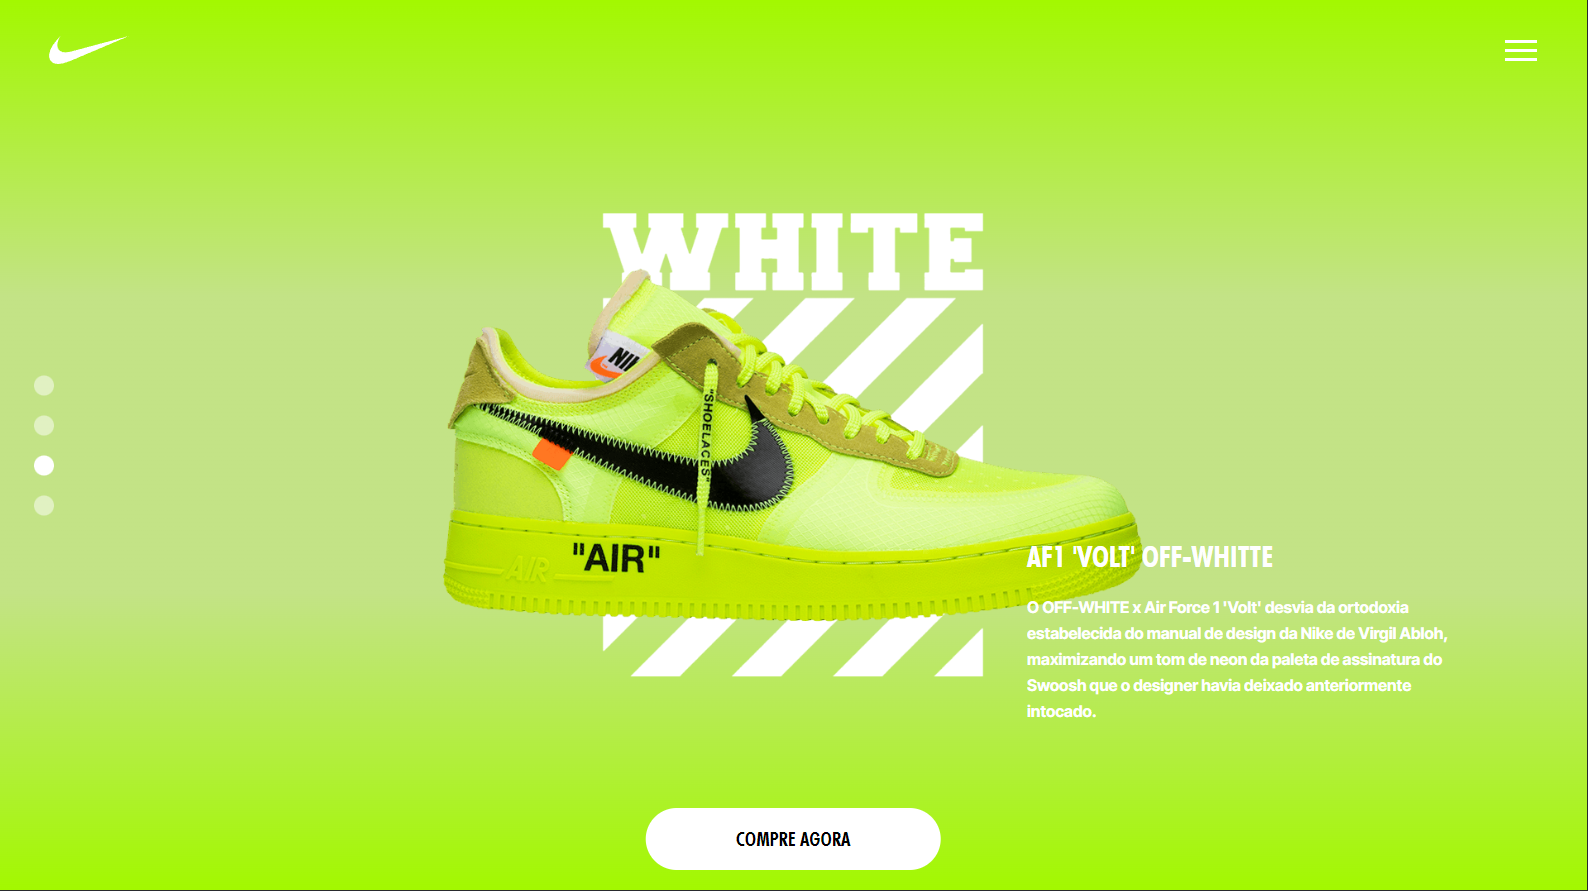 WHITE
NIK
"SHOELACES"
AIR
"AIR"
AF1 'VOLT' OFF-WHITTE
O OFF-WHITE x Air Force 1 'Volt' desvia da ortodoxia
estabelecida do manual de design da Nike de Virgil Abloh,
maximizando um tom de neon da paleta de assinatura do
Swoosh que o designer havia deixado anteriormente
intocado.
COMPRE AGORA